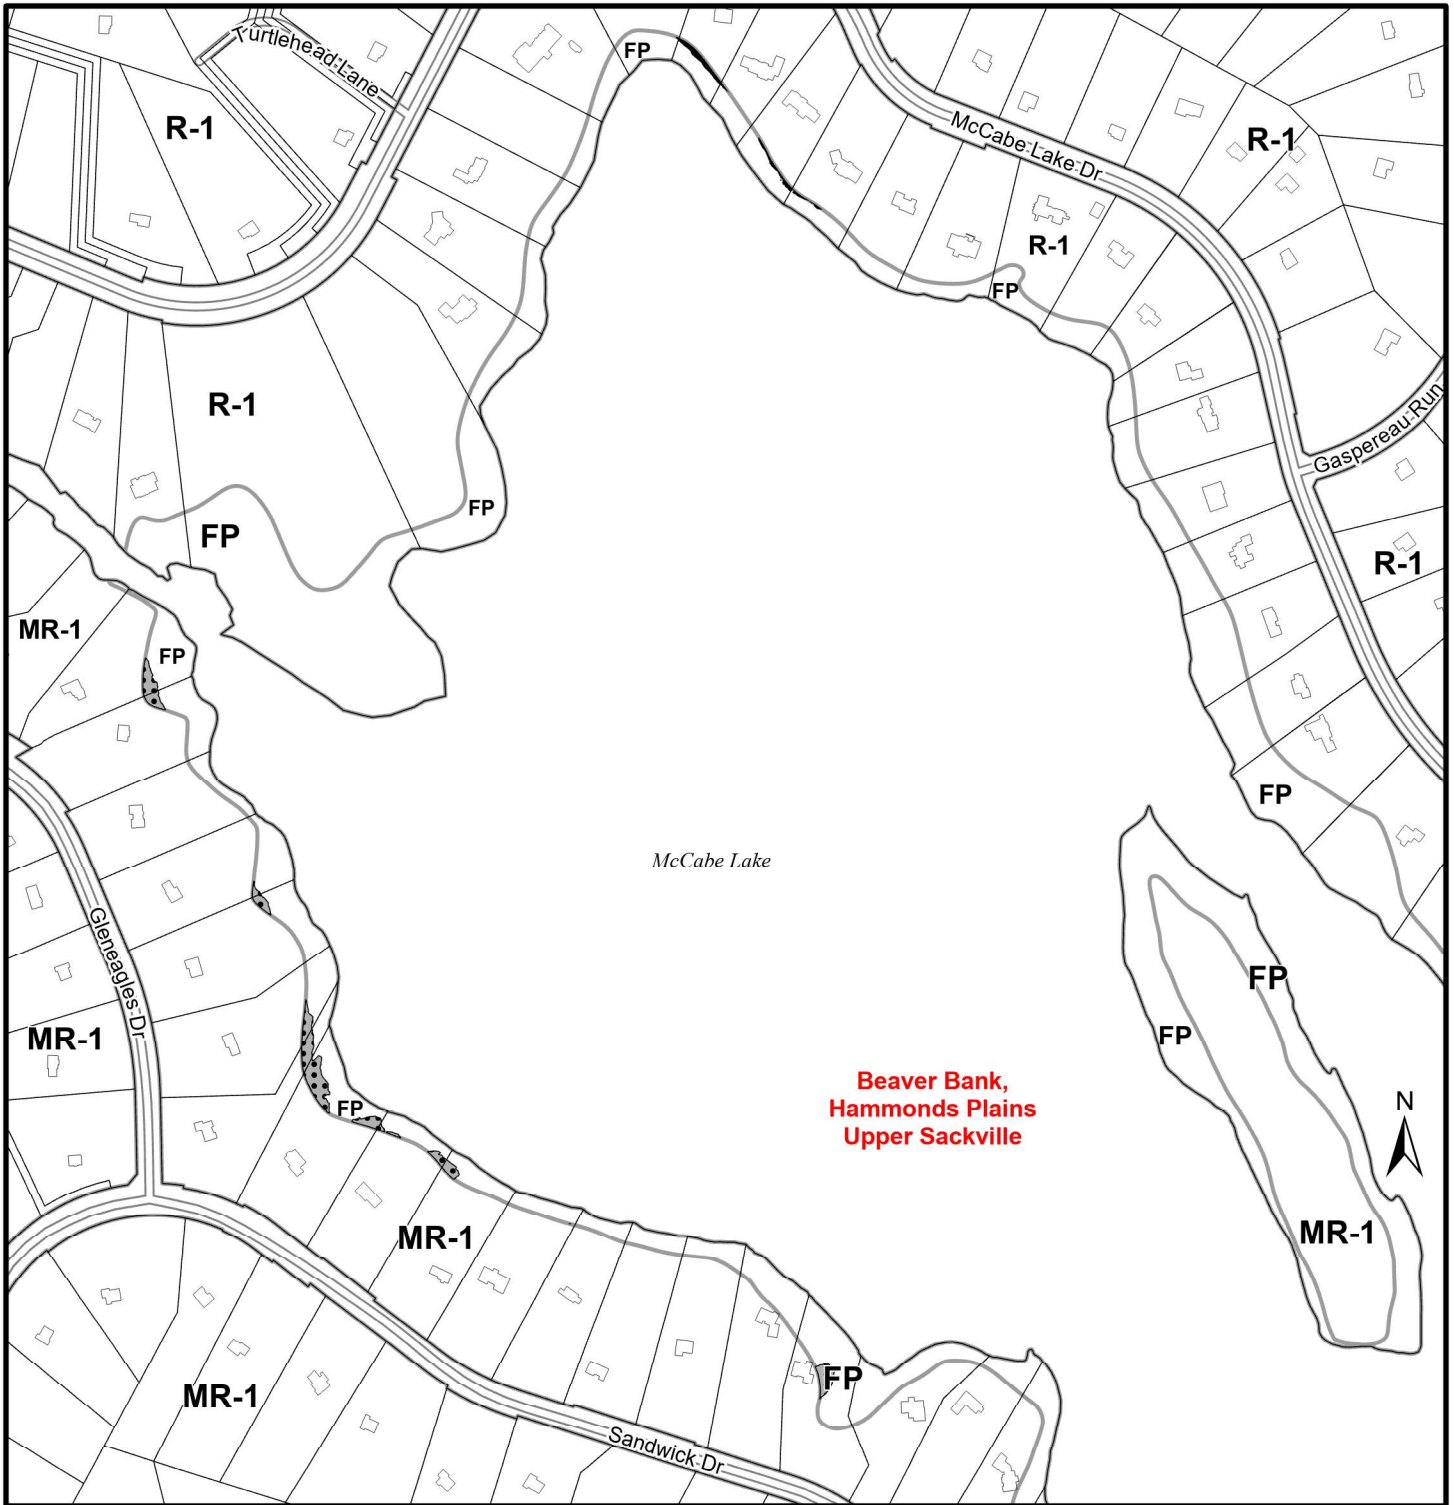 FP
Turtlehead Lane
R-1
McCabe Lake Dr
R-1
R-1
FP
R-1
Gaspereau Run
FP
FP
R-1
MR-1
FP
FP
McCabe Lake
Gleneagles Dr
FP
MR-1
FP
Beaver Bank,
Hammonds Plains
Upper Sackville
N
FP
MR-1
MR-1
FP
MR-1
Sandwick Dr